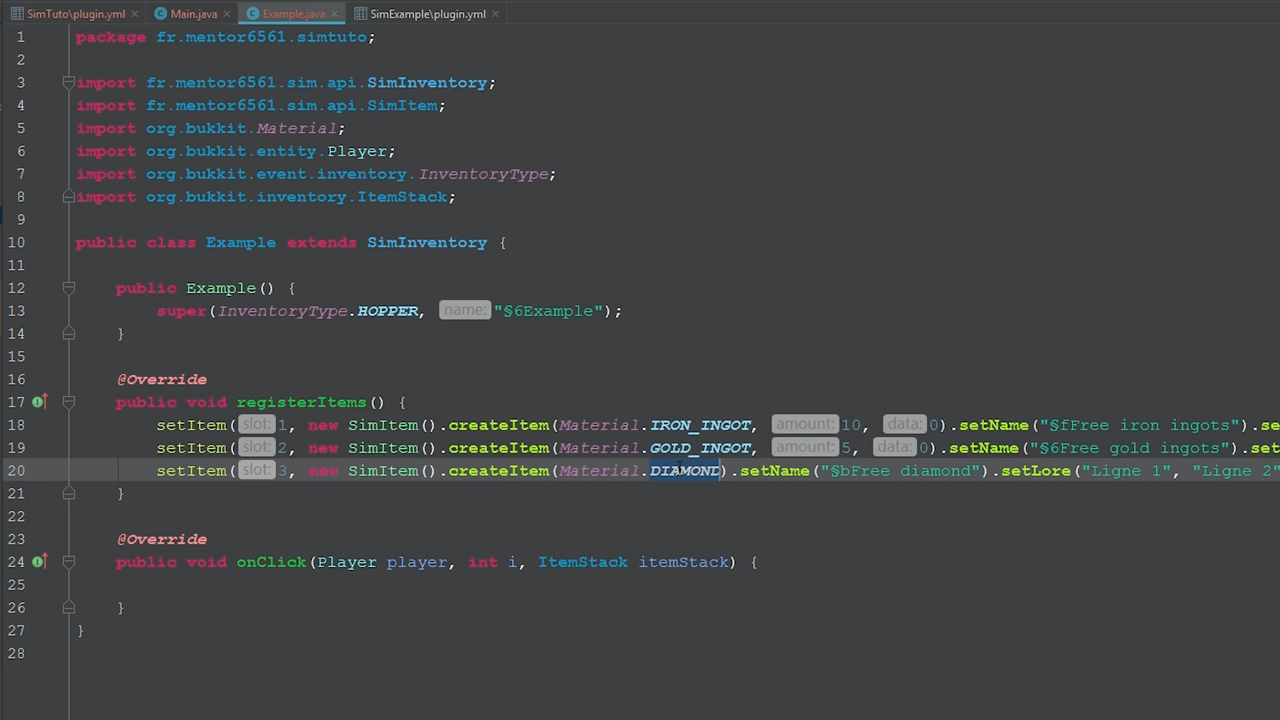 SimTuto\plugin.yml Main.java Example.java SimExample\plugin.yml
1 package fr.mentor6561.simtuto;
2
3 import fr.mentor6561.sim.api.SimInventory;
4 import fr.mentor6561.sim.api.SimItem;
5 import org.bukkit.Material;
6 import org.bukkit.entity.Player;
7 import org.bukkit.event.inventory.InventoryType;
8 import org.bukkit.inventory.ItemStack;
9
10 public class Example extends SimInventory {
11
12 public Example() {
13 super(InventoryType.HOPPER, name: "§6Example");
14 }
15
16 @Override
17 public void registerItems() {
18 setItem(slot: 1, new SimItem().createItem(Material.IRON_INGOT, amount: 10, data: 0).setName("§fFree iron ingots").se
19 setItem(slot: 2, new SimItem().createItem(Material.GOLD_INGOT, amount: 5, data: 0).setName("§6Free gold ingots").set
20 setItem(slot: 3, new SimItem().createItem(Material.DIAMOND).setName("§bFree diamond").setLore("Ligne 1", "Ligne 2"
21 }
22
23 @Override
24 public void onClick(Player player, int i, ItemStack itemStack) {
25
26 }
27 }
28